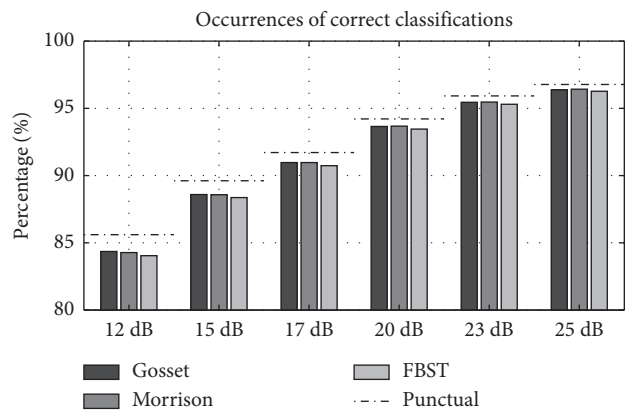 Occurrences of correct classifications
Percentage (%)
100
95
90
85
80
12 dB 15 dB 17 dB 20 dB 23 dB 25 dB
Gosset FBST
Morrison Punctual